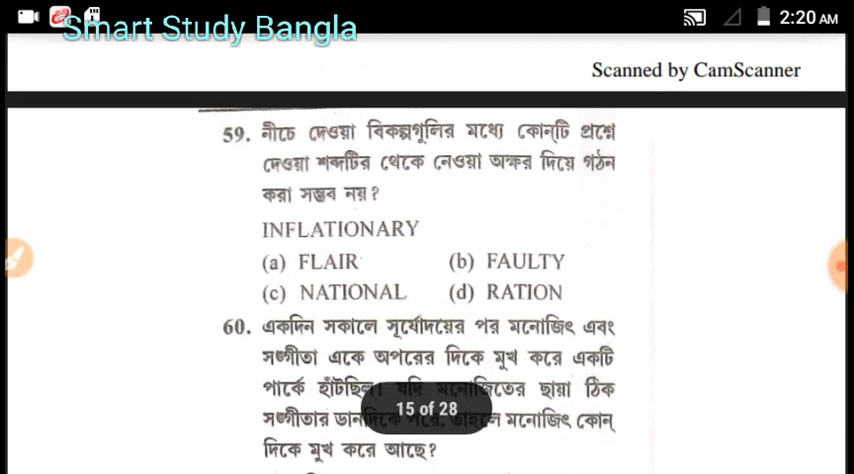 Smart Study Bangla
2:20 AM
Scanned by CamScanner
59. নীচে দেওয়া বিকল্পগুলির মধ্যে কোন্‌টি প্রশ্নে
দেওয়া শব্দটির থেকে নেওয়া অক্ষর দিয়ে গঠন
করা সম্ভব নয়?
INFLATIONARY
(a) FLAIR (b) FAULTY
(c) NATIONAL (d) RATION
60. একদিন সকালে সূর্যোদয়ের পর মনোজিৎ এবং
সঙ্গীতা একে অপরের দিকে মুখ করে একটি
পার্কে হাঁটছিল। যদি মনোজিতের ছায়া ঠিক
সঙ্গীতার ডানদিকে পরে, তাহলে মনোজিৎ কোন্
দিকে মুখ করে আছে?
15 of 28